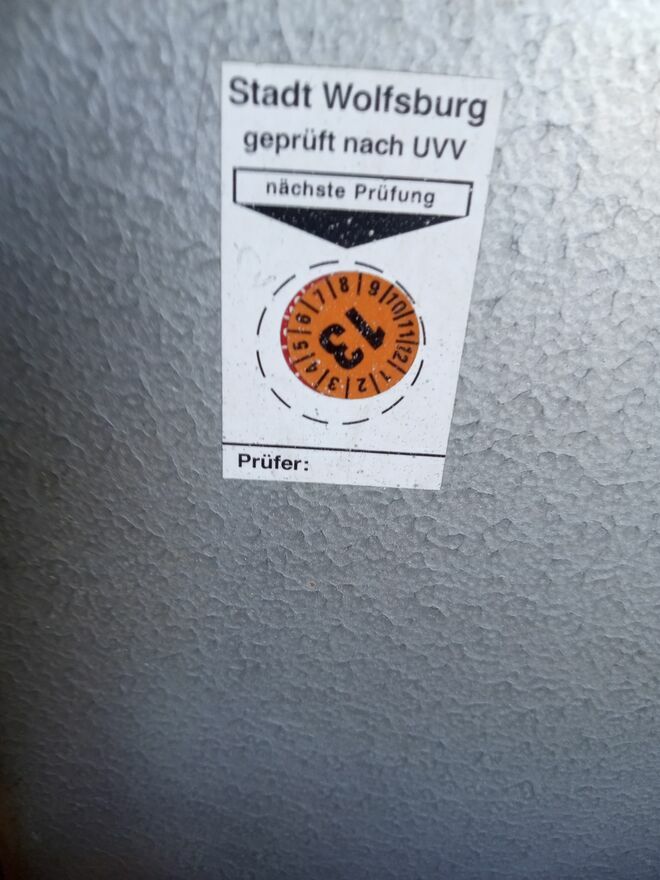 Stadt Wolfsburg
geprüft nach UVV
nächste Prüfung
1 2 3 4 5 6 7 8 9 10 11 12
13
Prüfer: